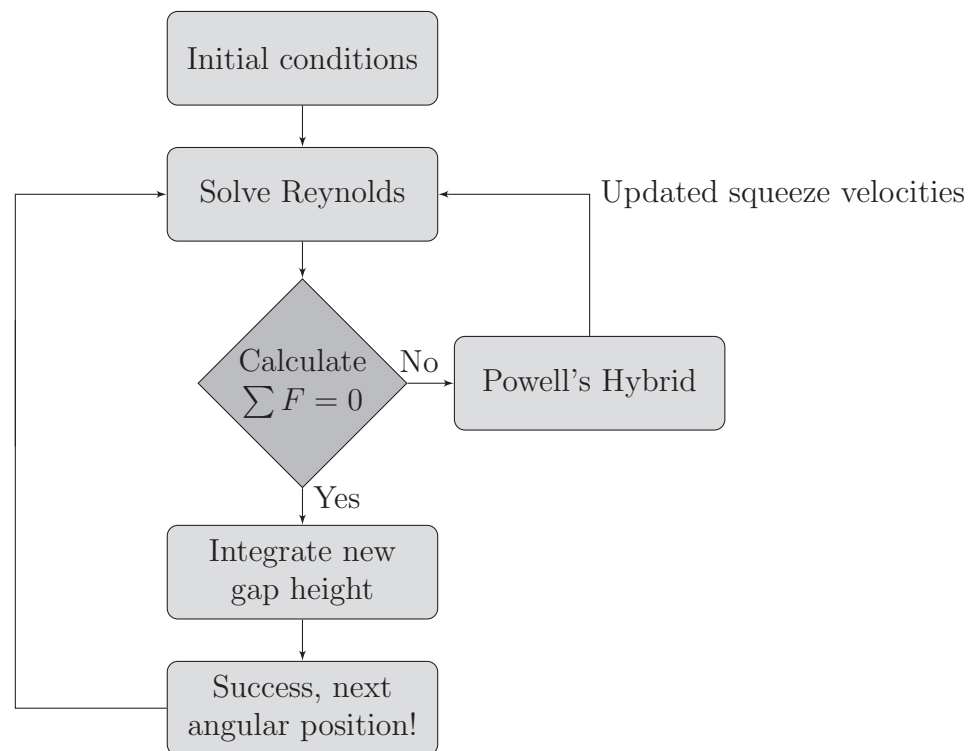 Initial conditions
Solve Reynolds
Updated squeeze velocities
Calculate
∑ F = 0
No
Powell's Hybrid
Yes
Integrate new
gap height
Success, next
angular position!